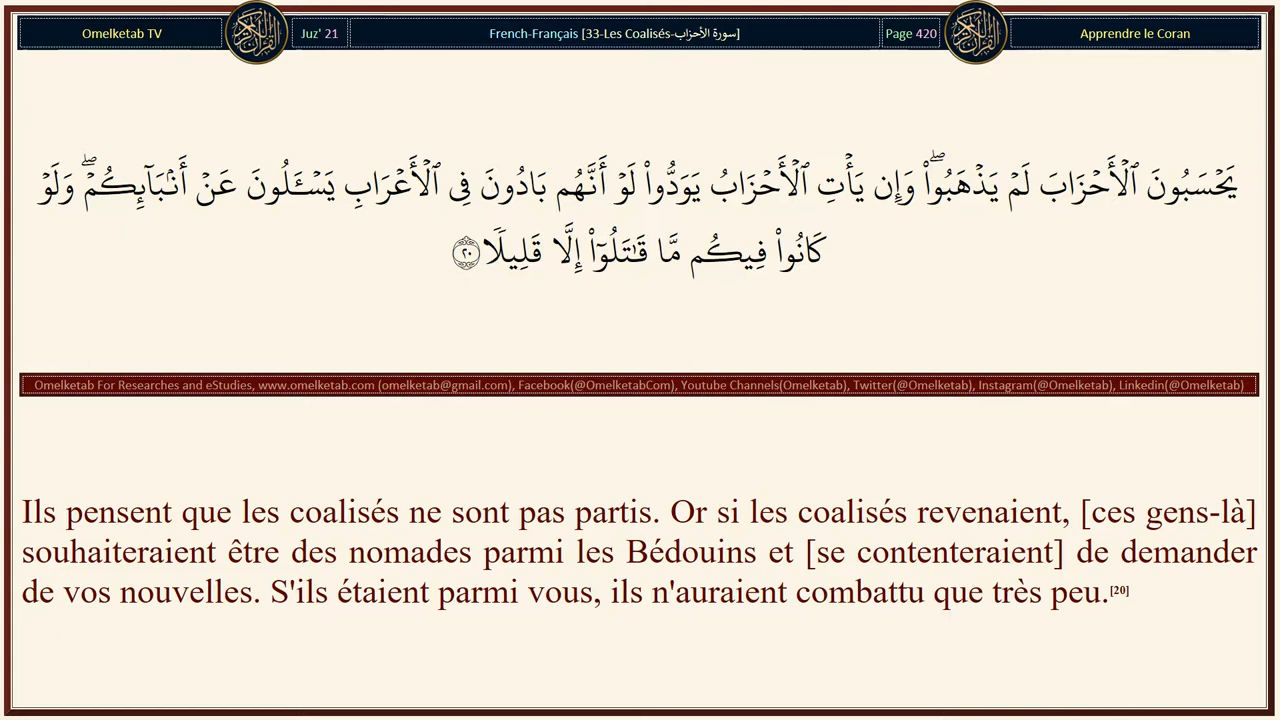 Omelketab TV
Juz' 21
French-Français [33-Les Coalisés-سورة الأحزاب]
Page 420
Apprendre le Coran
يَحۡسَبُونَ ٱلۡأَحۡزَابَ لَمۡ يَذۡهَبُواْۖ وَإِن يَأۡتِ ٱلۡأَحۡزَابُ يَوَدُّواْ لَوۡ أَنَّهُم بَادُونَ فِي ٱلۡأَعۡرَابِ يَسۡـَٔلُونَ عَنۡ أَنۢبَآئِكُمۡۖ وَلَوۡ
كَانُواْ فِيكُم مَّا قَٰتَلُوٓاْ إِلَّا قَلِيلٗا ٢٠
Omelketab For Researches and eStudies, www.omelketab.com (omelketab@gmail.com), Facebook(@OmelketabCom), Youtube Channels(Omelketab), Twitter(@Omelketab), Instagram(@Omelketab), Linkedin(@Omelketab)
Ils pensent que les coalisés ne sont pas partis. Or si les coalisés revenaient, [ces gens-là]
souhaiteraient être des nomades parmi les Bédouins et [se contenteraient] de demander
de vos nouvelles. S'ils étaient parmi vous, ils n'auraient combattu que très peu.[20]